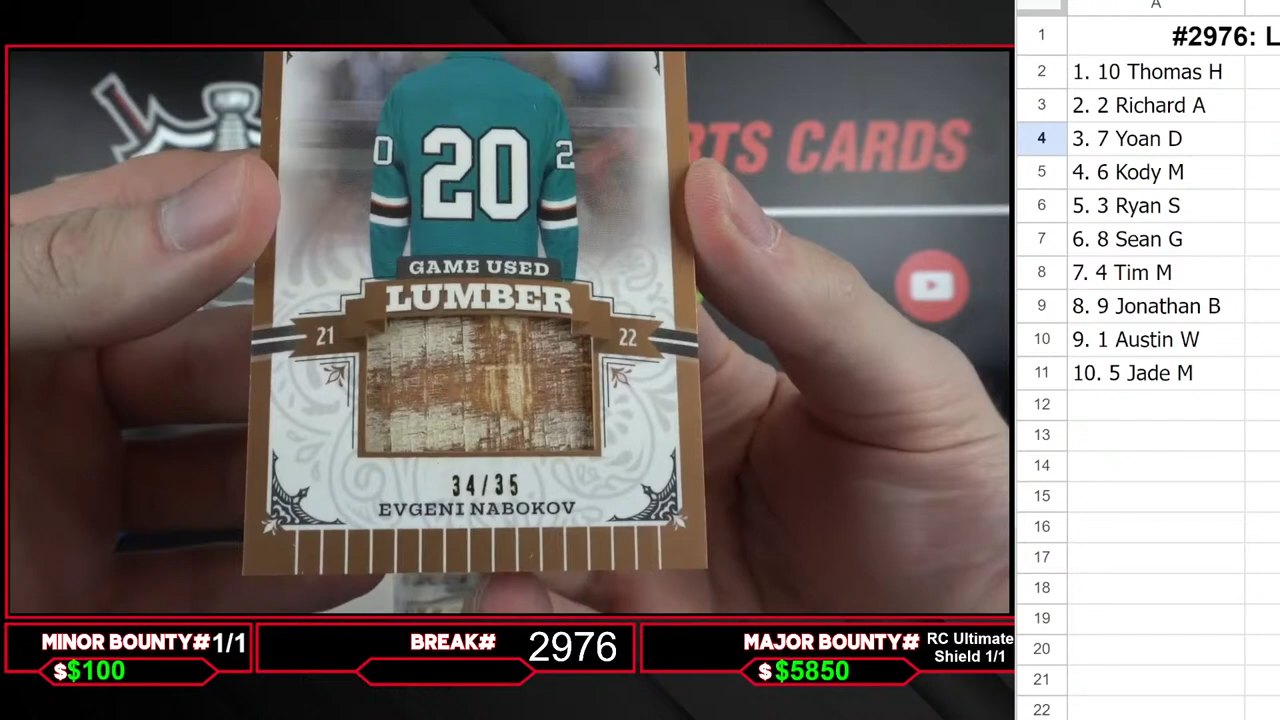 20
GAME USED
LUMBER
21 22
34/35
EVGENI NABOKOV
RTS CARDS
MINOR BOUNTY# 1/1
$$100
BREAK# 2976
MAJOR BOUNTY# RC Ultimate
Shield 1/1
$$5850
A
1 #2976: L
2 1. 10 Thomas H
3 2. 2 Richard A
4 3. 7 Yoan D
5 4. 6 Kody M
6 5. 3 Ryan S
7 6. 8 Sean G
8 7. 4 Tim M
9 8. 9 Jonathan B
10 9. 1 Austin W
11 10. 5 Jade M
12
13
14
15
16
17
18
19
20
21
22